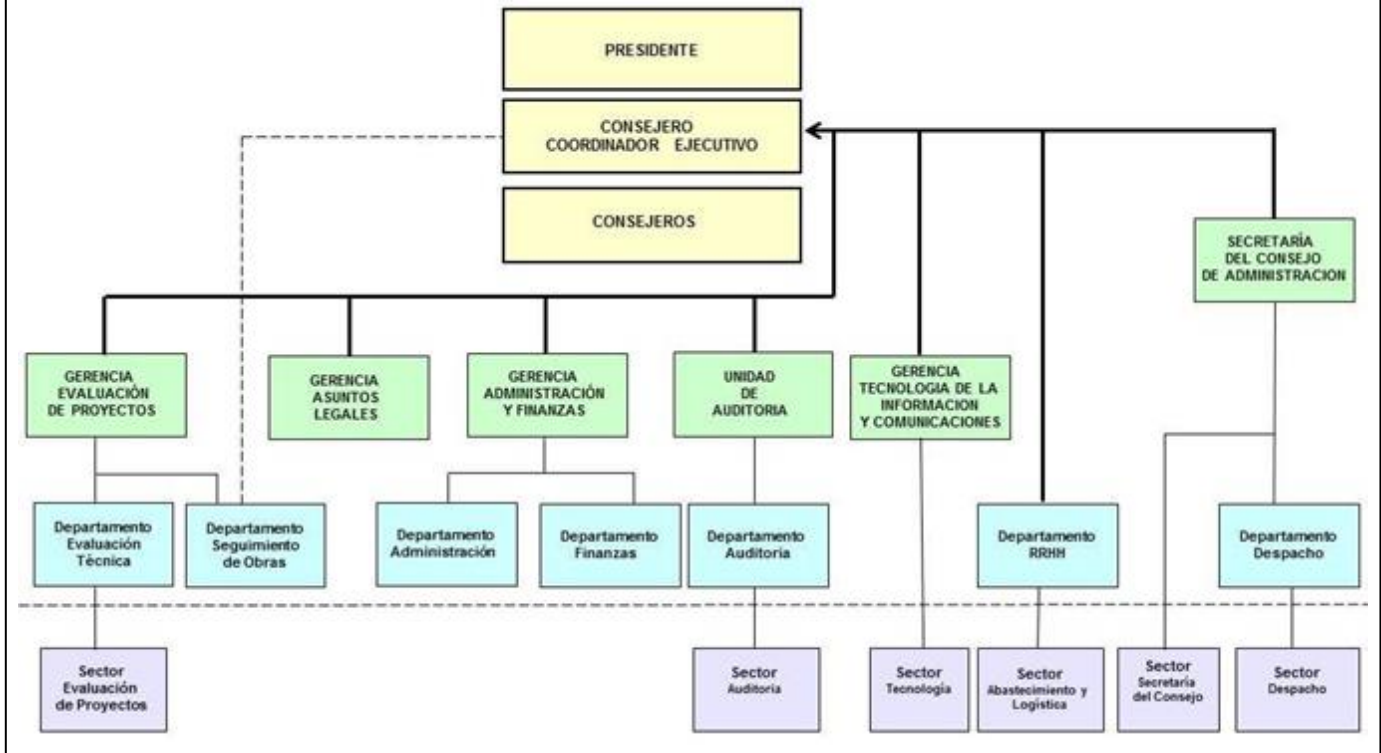 PRESIDENTE
CONSEJERO
COORDINADOR EJECUTIVO
CONSEJEROS
SECRETARÍA
DEL CONSEJO
DE ADMINISTRACION
GERENCIA
EVALUACIÓN
DE PROYECTOS
GERENCIA
ASUNTOS
LEGALES
GERENCIA
ADMINISTRACIÓN
Y FINANZAS
UNIDAD
DE
AUDITORIA
GERENCIA
TECNOLOGIA DE LA
INFORMACION
Y COMUNICACIONES
Departamento
Evaluación
Tècnica
Departamento
Seguimiento
de Obras
Departamento
Administración
Departamento
Finanzas
Departamento
Auditoria
Departamento
RRHH
Departamento
Despacho
Sector
Evaluación
de Proyectos
Sector
Auditoria
Sector
Tecnología
Sector
Abastecimiento y
Logística
Sector
Secretaría
del Consejo
Sector
Despacho